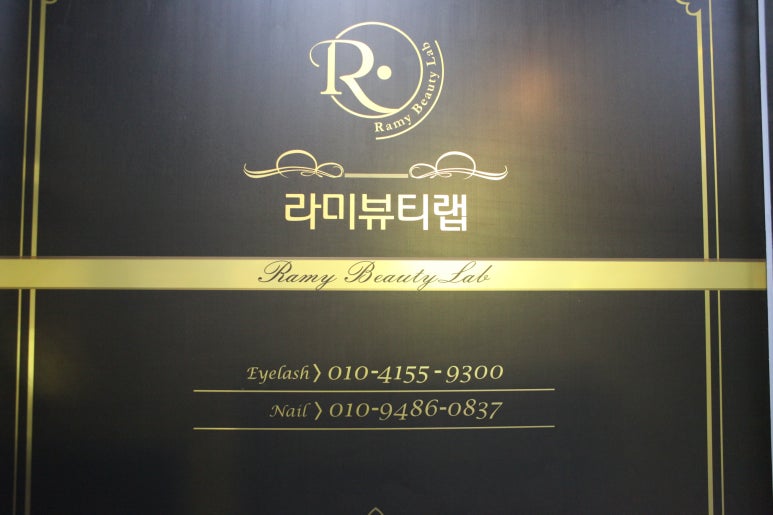 R
Ramy Beauty Lab
라미뷰티랩
Ramy Beauty Lab
Eyelash > 010-4155-9300
Nail > 010-9486-0837